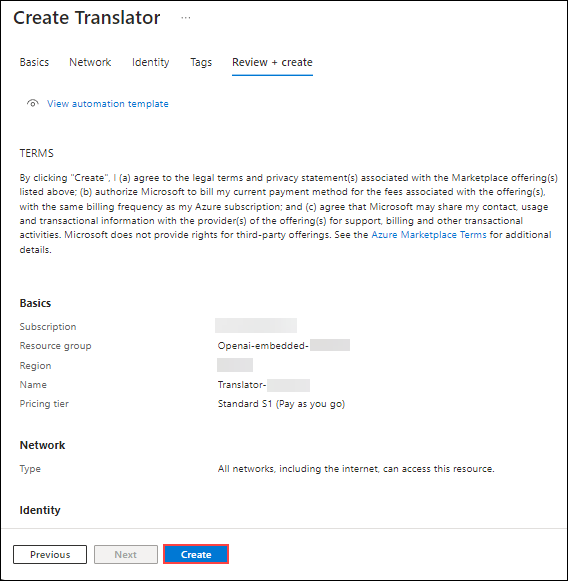 Create Translator ...
Basics Network Identity Tags Review + create
View automation template
TERMS
By clicking "Create", I (a) agree to the legal terms and privacy statement(s) associated with the Marketplace offering(s)
listed above; (b) authorize Microsoft to bill my current payment method for the fees associated with the offering(s),
with the same billing frequency as my Azure subscription; and (c) agree that Microsoft may share my contact, usage
and transactional information with the provider(s) of the offering(s) for support, billing and other transactional
activities. Microsoft does not provide rights for third-party offerings. See the Azure Marketplace Terms for additional
details.
Basics
Subscription
Resource group Openai-embedded-
Region
Name Translator-
Pricing tier Standard S1 (Pay as you go)
Network
Type All networks, including the internet, can access this resource.
Identity
Previous Next Create